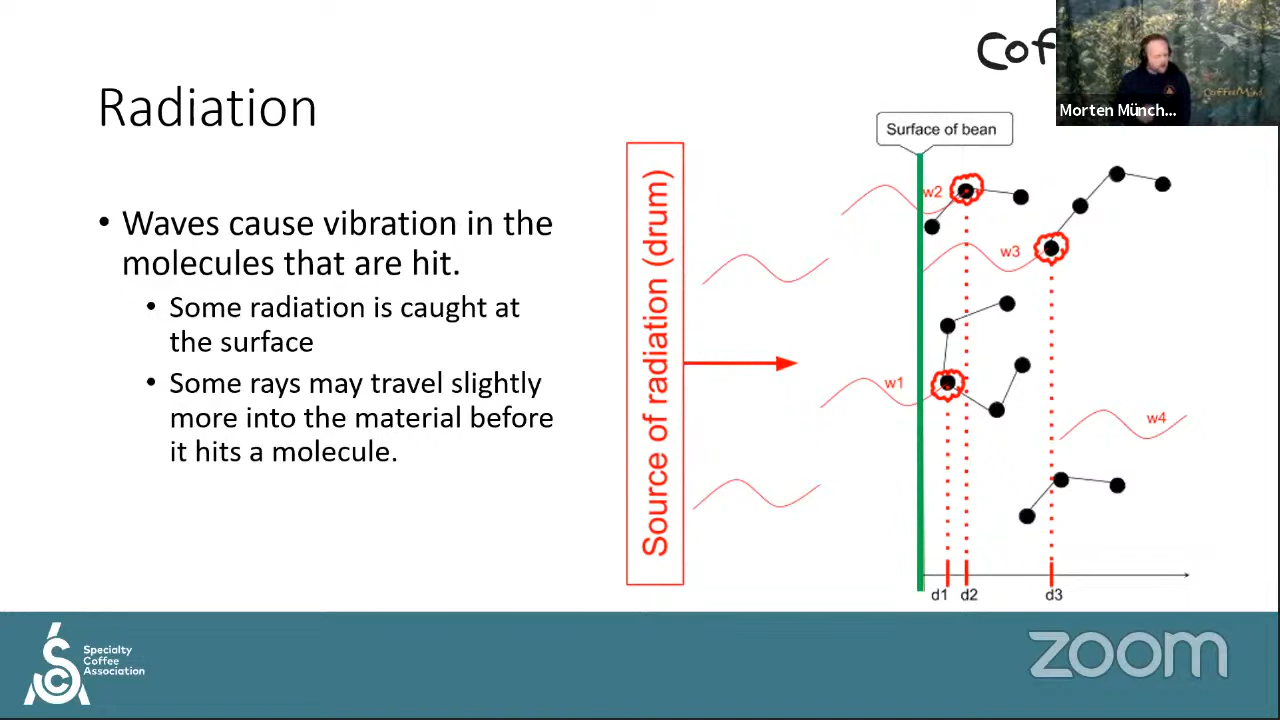 Cof
CoffeeMind
Morten Münch...
Radiation
• Waves cause vibration in the
molecules that are hit.
• Some radiation is caught at
the surface
• Some rays may travel slightly
more into the material before
it hits a molecule.
Source of radiation (drum)
Surface of bean
w2
w3
w1
w4
d1 d2 d3
Specialty
Coffee
Association
zoom